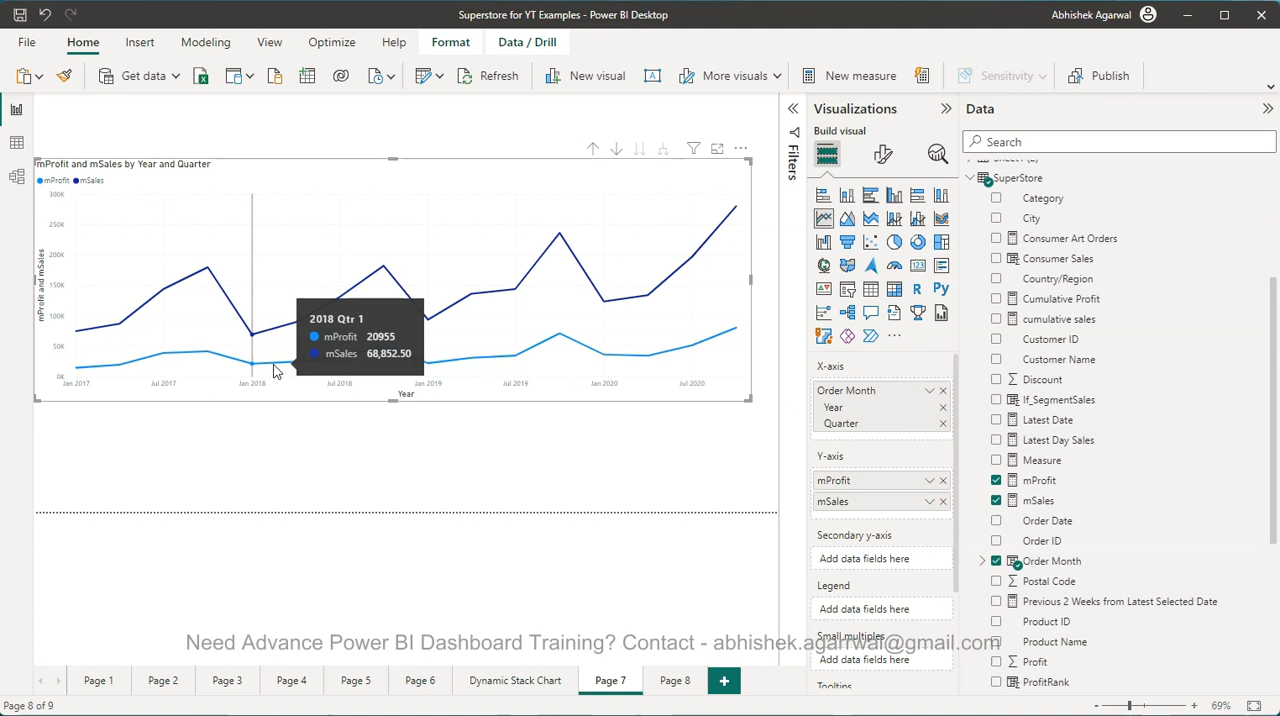 Superstore for YT Examples - Power BI Desktop
Abhishek Agarwal
File Home Insert Modeling View Optimize Help Format Data / Drill
Get data Refresh New visual More visuals New measure Sensitivity Publish
mProfit and mSales by Year and Quarter
mProfit mSales
300K
250K
200K
150K
100K
50K
0K
mProfit and mSales
Jan 2017 Jul 2017 Jan 2018 Jul 2018 Jan 2019 Jul 2019 Jan 2020 Jul 2020
Year
2018 Qtr 1
mProfit 20955
mSales 68,852.50
Filters
Visualizations
Build visual
R Py
X-axis
Order Month
Year
Quarter
Y-axis
mProfit
mSales
Secondary y-axis
Add data fields here
Legend
Add data fields here
Small multiples
Add data fields here
Tooltips
Data
Search
Sheet1 (2)
SuperStore
Category
City
Consumer Art Orders
Consumer Sales
Country/Region
Cumulative Profit
cumulative sales
Customer ID
Customer Name
Discount
If_SegmentSales
Latest Date
Latest Day Sales
Measure
mProfit
mSales
Order Date
Order ID
Order Month
Postal Code
Previous 2 Weeks from Latest Selected Date
Product ID
Product Name
Profit
ProfitRank
Need Advance Power BI Dashboard Training? Contact - abhishek.agarrwal@gmail.com
Page 1 Page 2 Page 3 Page 4 Page 5 Page 6 Dynamic Stack Chart Page 7 Page 8
Page 8 of 9
69%